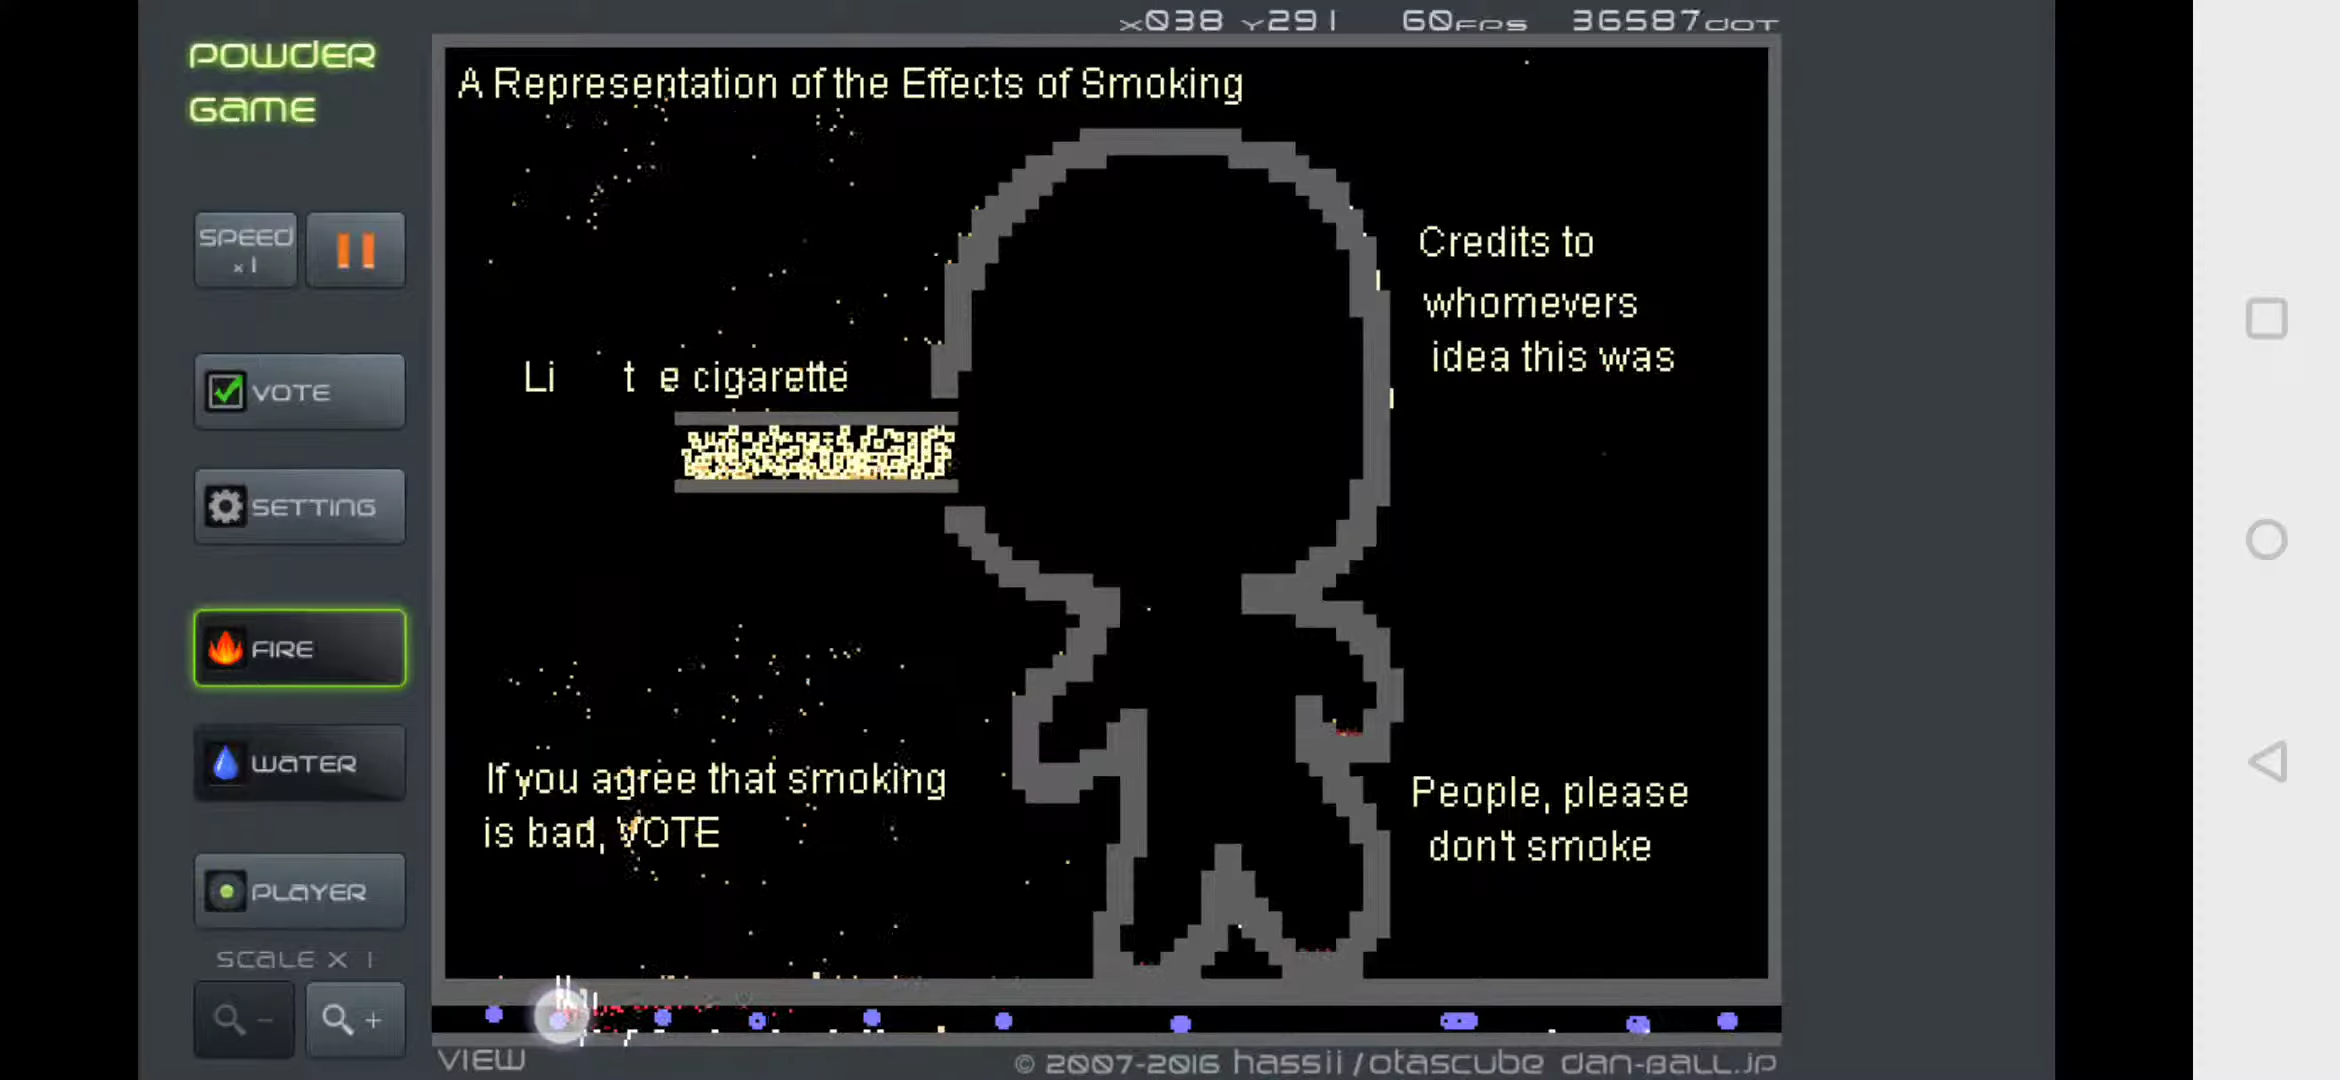 x038 Y291 60FPS 36587DOT
POWDER
GAME
A Representation of the Effects of Smoking
SPEED
x1
Credits to
whomevers
idea this was
VOTE
Li t e cigarette
SETTING
FIRE
WATER
If you agree that smoking
is bad, VOTE
People, please
don't smoke
PLAYER
SCALE x 1
- +
VIEW
© 2007-2016 HASSII/OTASCUBE DAN-BALL.JP